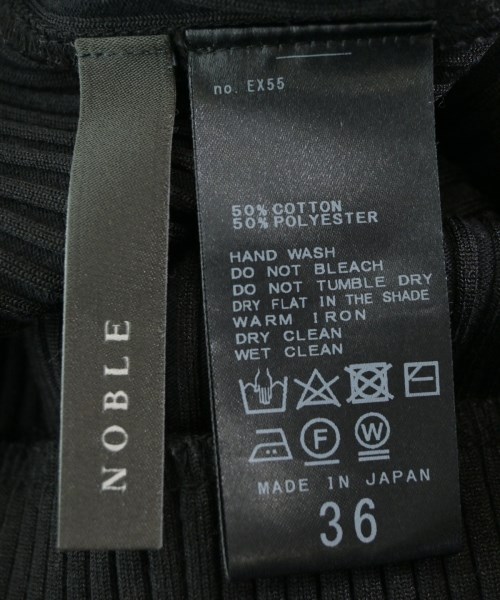 NOBLE
no. EX55
50% COTTON
50% POLYESTER
HAND WASH
DO NOT BLEACH
DO NOT TUMBLE DRY
DRY FLAT IN THE SHADE
WARM IRON
DRY CLEAN
WET CLEAN
F W
MADE IN JAPAN
36